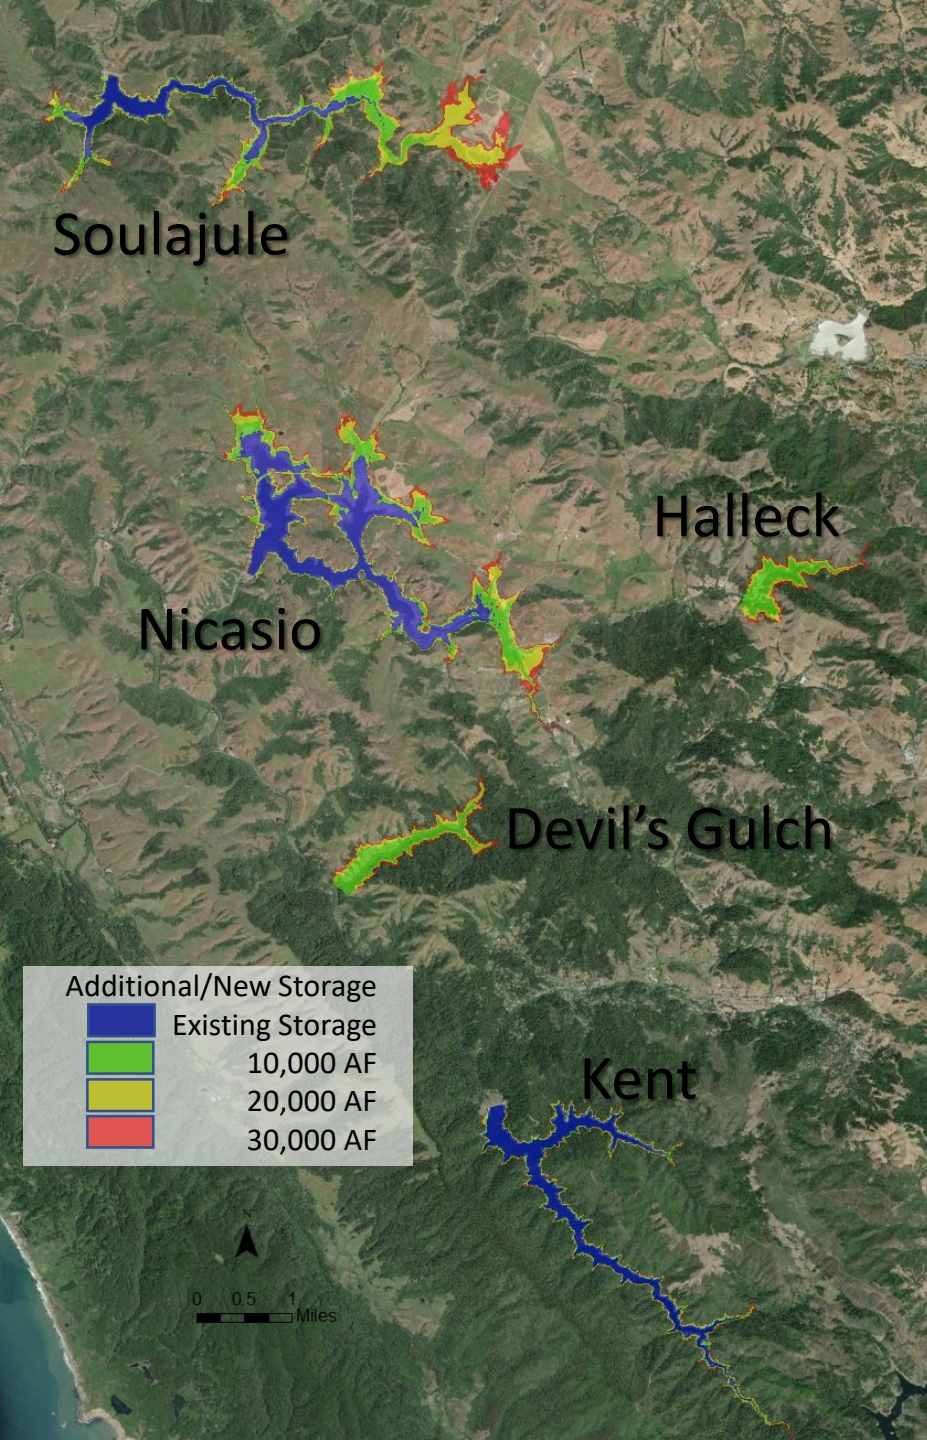 Soulajule
Halleck
Nicasio
Devil's Gulch
Additional/New Storage
Existing Storage
10,000 AF
20,000 AF
30,000 AF
Kent
N
0 0.5 1
Miles